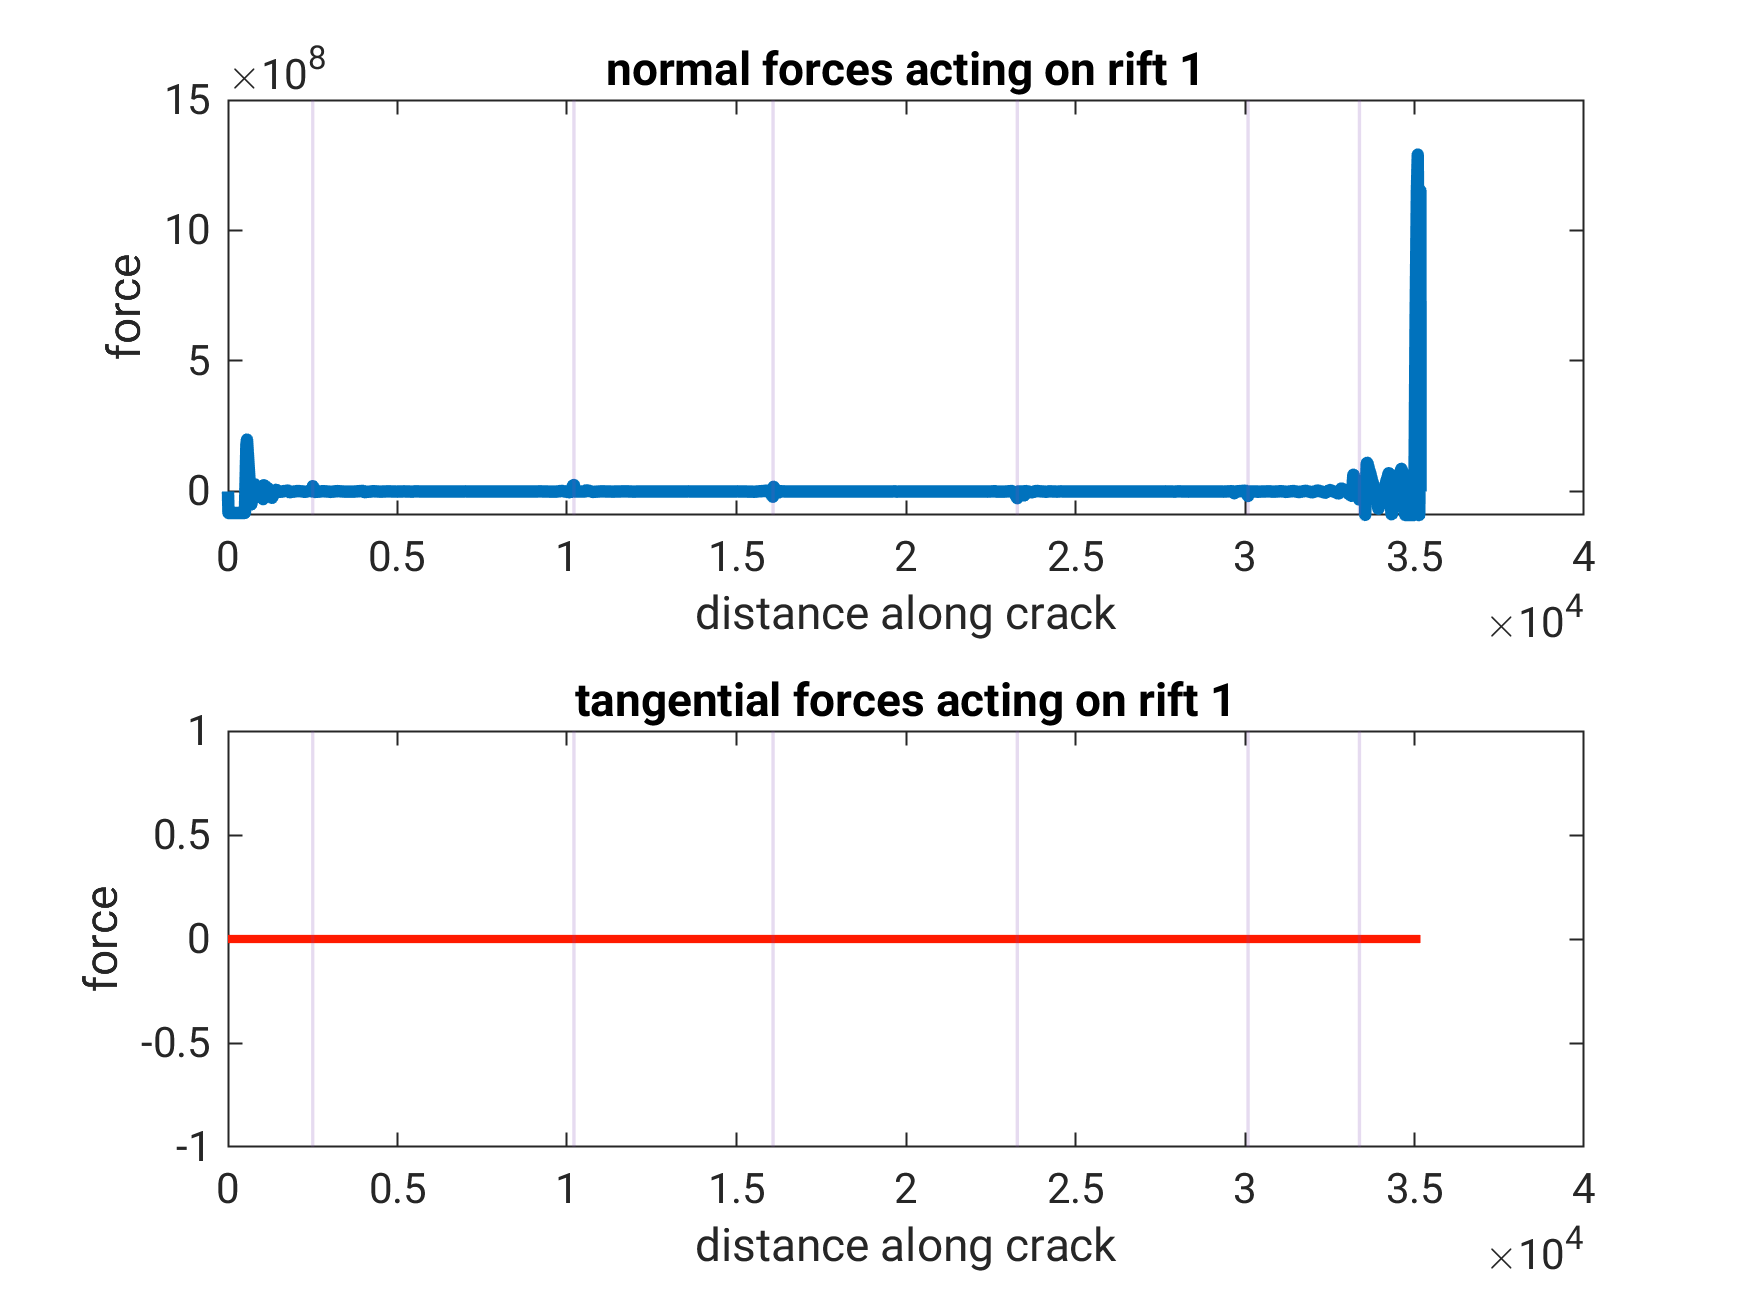 ×10^8
normal forces acting on rift 1
15
10
5
0
force
0 0.5 1 1.5 2 2.5 3 3.5 4
distance along crack
×10^4
tangential forces acting on rift 1
1
0.5
0
-0.5
-1
force
0 0.5 1 1.5 2 2.5 3 3.5 4
distance along crack
×10^4